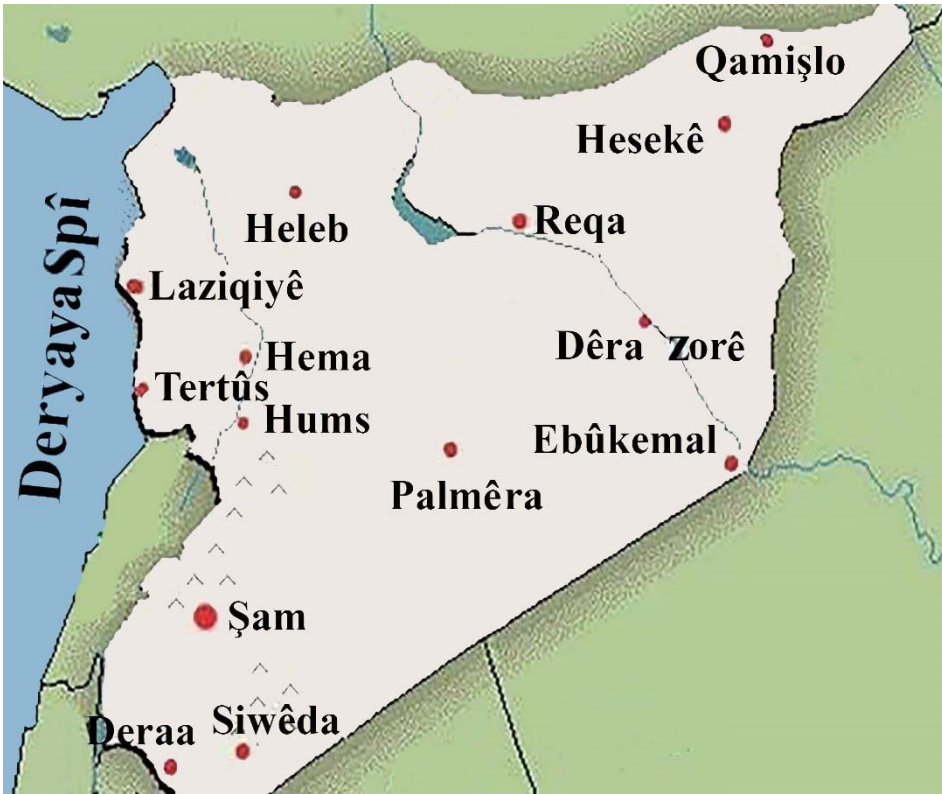 Qamişlo
Hesekê
Heleb
Reqa
Deryaya Spî
Laziqiyê
Dêra zorê
Hema
Tertûs
Hums
Ebûkemal
Palmêra
Şam
Siwêda
Deraa